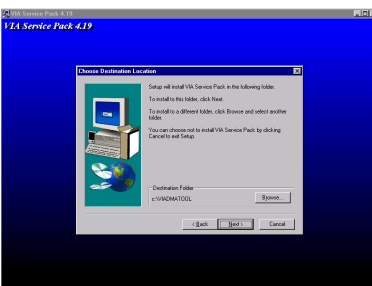 VIA Service Pack 4.19
VIA Service Pack 4.19
Choose Destination Location
Setup will install VIA Service Pack in the following folder.
To install to this folder, click Next.
To install to a different folder, click Browse and select another
folder.
You can choose not to install VIA Service Pack by clicking
Cancel to exit Setup.
Destination Folder
c:\VIADMATOOL
Browse...
< Back
Next >
Cancel